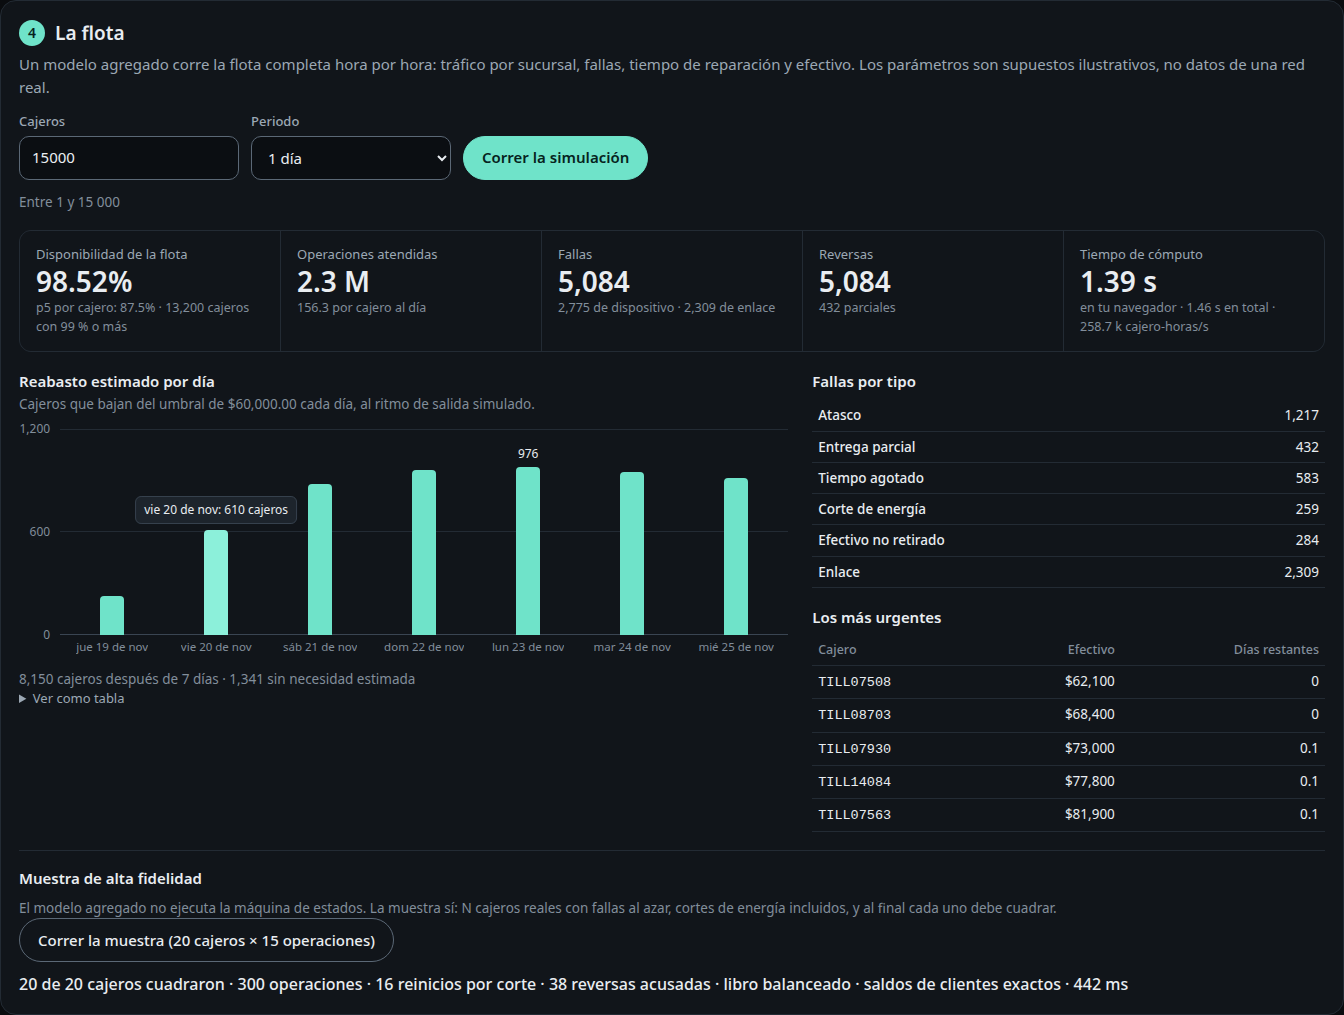 4 La flota
Un modelo agregado corre la flota completa hora por hora: tráfico por sucursal, fallas, tiempo de reparación y efectivo. Los parámetros son supuestos ilustrativos, no datos de una red
real.
Cajeros
Periodo
15000
1 día
Correr la simulación
Entre 1 y 15 000
Disponibilidad de la flota
98.52%
p5 por cajero: 87.5% · 13,200 cajeros
con 99 % o más
Operaciones atendidas
2.3 M
156.3 por cajero al día
Fallas
5,084
2,775 de dispositivo · 2,309 de enlace
Reversas
5,084
432 parciales
Tiempo de cómputo
1.39 s
en tu navegador · 1.46 s en total ·
258.7 k cajero-horas/s
Reabasto estimado por día
Cajeros que bajan del umbral de $60,000.00 cada día, al ritmo de salida simulado.
1,200
976
vie 20 de nov: 610 cajeros
600
0
jue 19 de nov vie 20 de nov sáb 21 de nov dom 22 de nov lun 23 de nov mar 24 de nov mié 25 de nov
8,150 cajeros después de 7 días · 1,341 sin necesidad estimada
▶ Ver como tabla
Fallas por tipo
Atasco 1,217
Entrega parcial 432
Tiempo agotado 583
Corte de energía 259
Efectivo no retirado 284
Enlace 2,309
Los más urgentes
Cajero Efectivo Días restantes
TILL07508 $62,100 0
TILL08703 $68,400 0
TILL07930 $73,000 0.1
TILL14084 $77,800 0.1
TILL07563 $81,900 0.1
Muestra de alta fidelidad
El modelo agregado no ejecuta la máquina de estados. La muestra sí: N cajeros reales con fallas al azar, cortes de energía incluidos, y al final cada uno debe cuadrar.
Correr la muestra (20 cajeros × 15 operaciones)
20 de 20 cajeros cuadraron · 300 operaciones · 16 reinicios por corte · 38 reversas acusadas · libro balanceado · saldos de clientes exactos · 442 ms